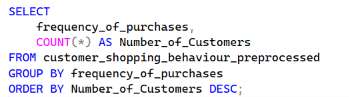 SELECT
    frequency_of_purchases,
    COUNT(*) AS Number_of_Customers
FROM customer_shopping_behaviour_preprocessed
GROUP BY frequency_of_purchases
ORDER BY Number_of_Customers DESC;